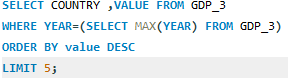 SELECT COUNTRY ,VALUE FROM GDP_3
WHERE YEAR=(SELECT MAX(YEAR) FROM GDP_3)
ORDER BY value DESC
LIMIT 5;